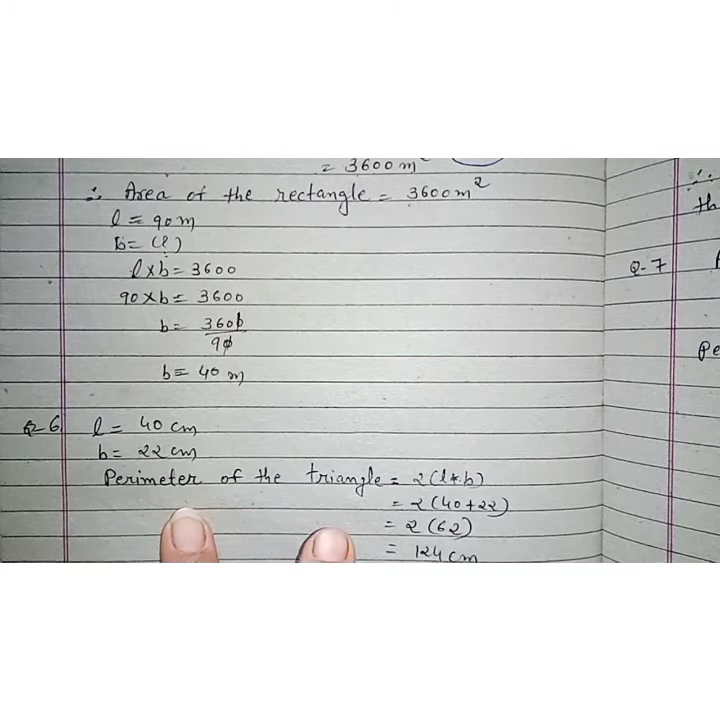 = 3600 m²
∴ Area of the rectangle = 3600 m²
l = 90 m
b = (?)
l × b = 3600
90 × b = 3600
b = 3600/90
b = 40 m
Q-6 l = 40 cm
b = 22 cm
Perimeter of the triangle = 2(l+b)
= 2(40+22)
= 2(62)
= 124 cm
∴
th
Q-7
Pe